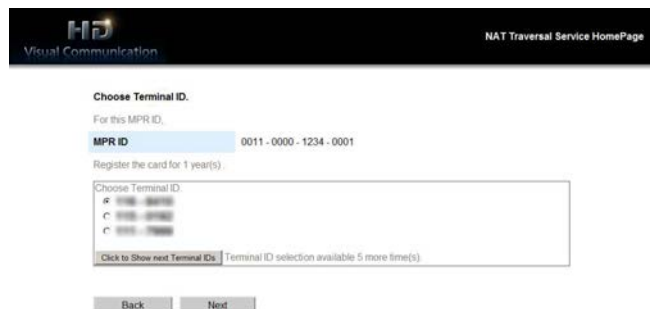 HD
Visual Communication
NAT Traversal Service HomePage
Choose Terminal ID.
For this MPR ID,
MPR ID 0011 - 0000 - 1234 - 0001
Register the card for 1 year(s) .
Choose Terminal ID.
Click to Show next Terminal IDs Terminal ID selection available 5 more time(s).
Back Next